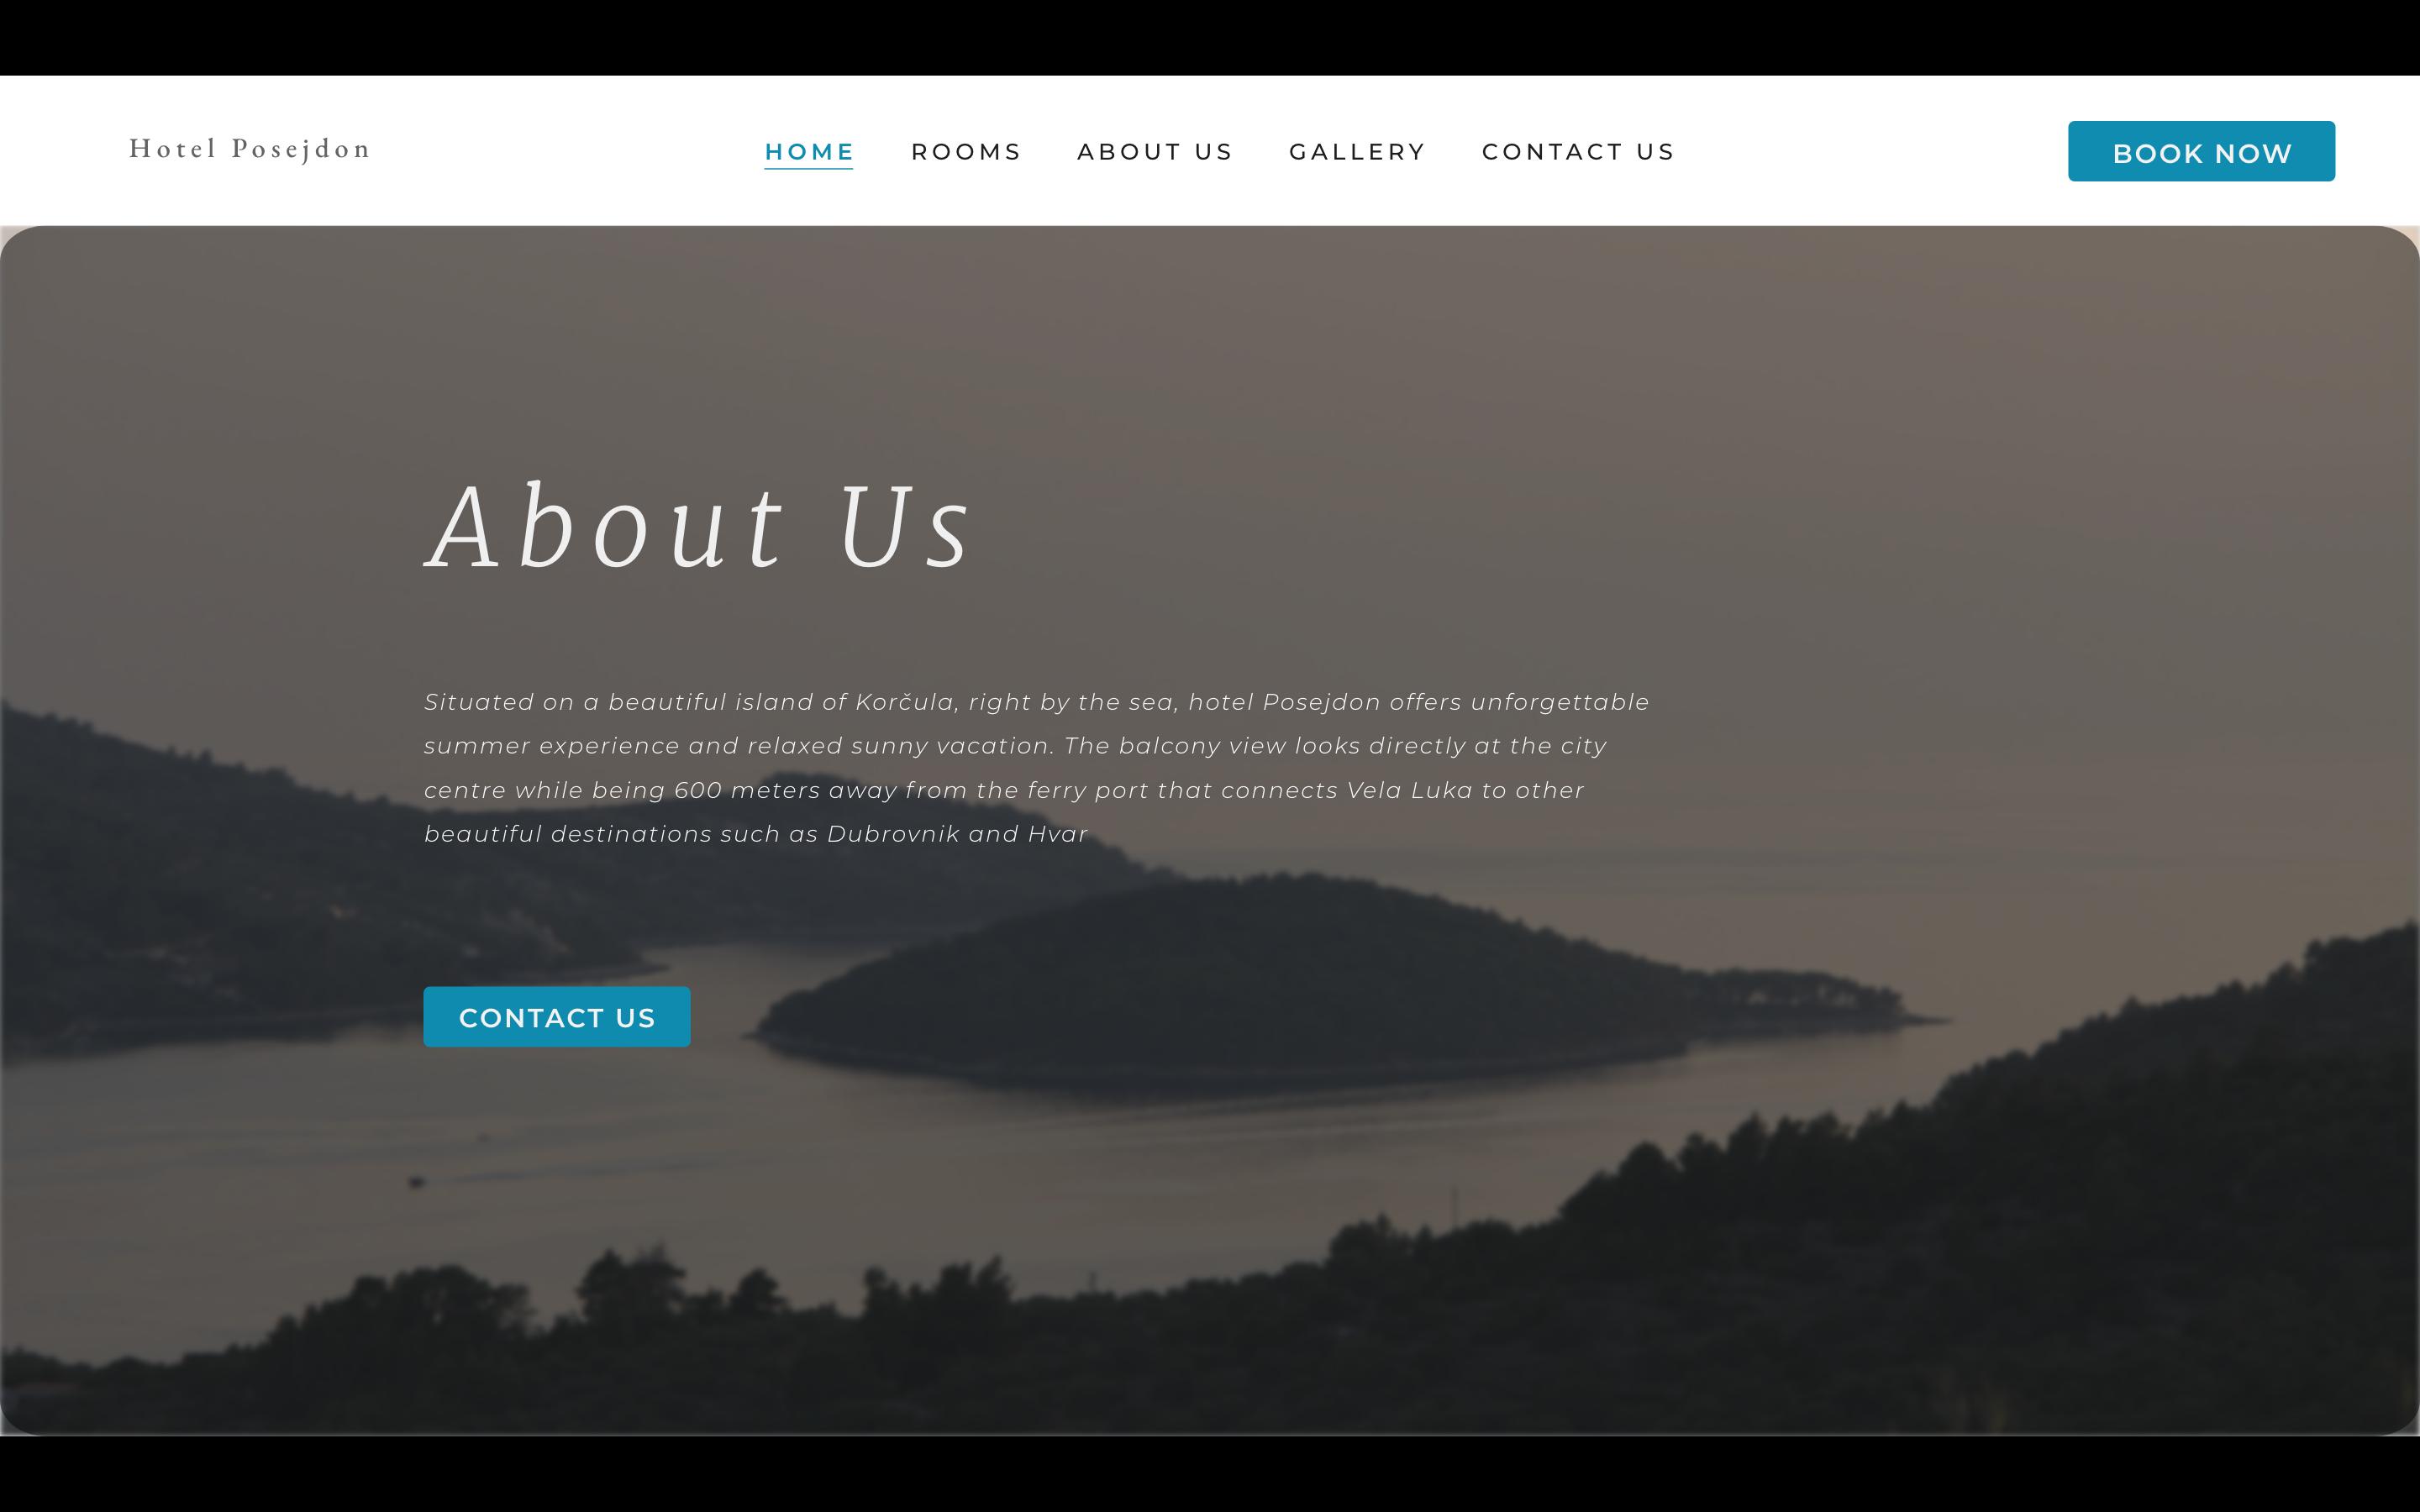 Hotel Posejdon
HOME ROOMS ABOUT US GALLERY CONTACT US
BOOK NOW
About Us
Situated on a beautiful island of Korčula, right by the sea, hotel Posejdon offers unforgettable
summer experience and relaxed sunny vacation. The balcony view looks directly at the city
centre while being 600 meters away from the ferry port that connects Vela Luka to other
beautiful destinations such as Dubrovnik and Hvar
CONTACT US